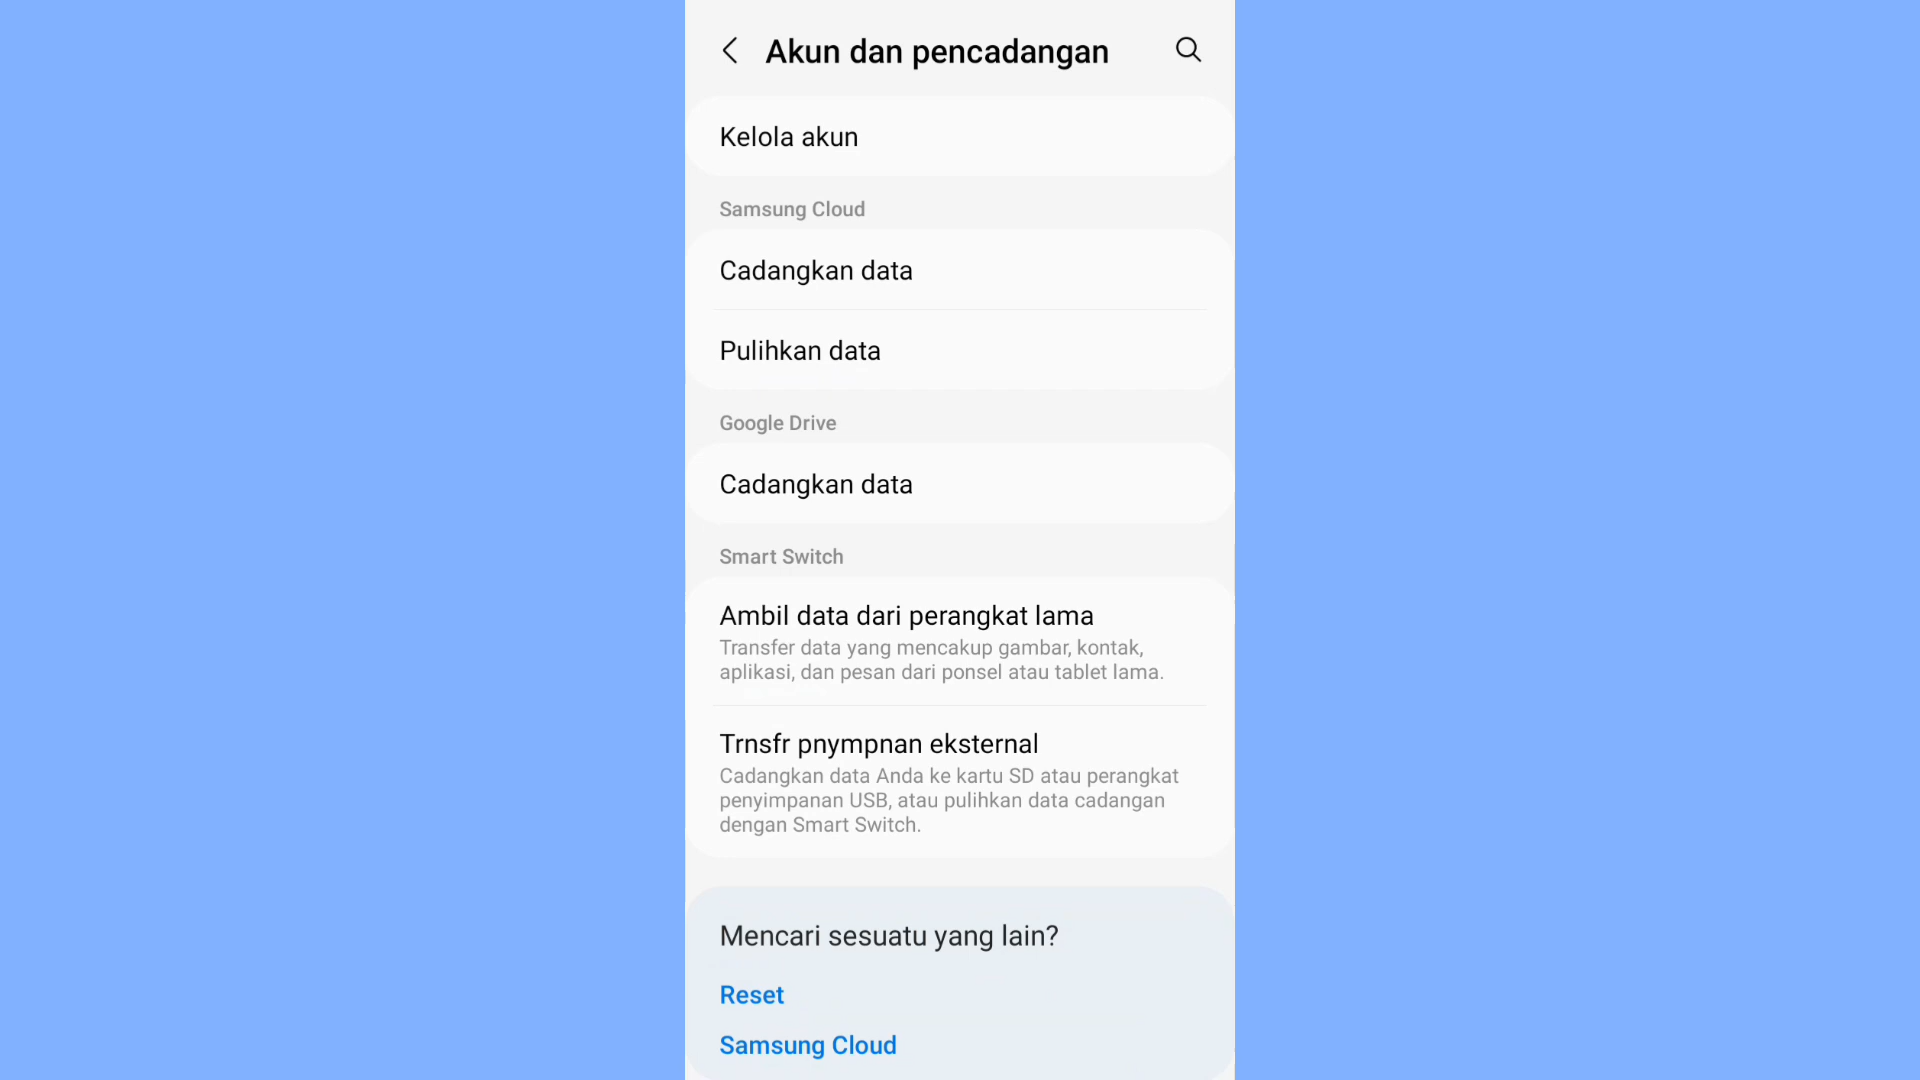 Akun dan pencadangan
Kelola akun
Samsung Cloud
Cadangkan data
Pulihkan data
Google Drive
Cadangkan data
Smart Switch
Ambil data dari perangkat lama
Transfer data yang mencakup gambar, kontak,
aplikasi, dan pesan dari ponsel atau tablet lama.
Trnsfr pnympnan eksternal
Cadangkan data Anda ke kartu SD atau perangkat
penyimpanan USB, atau pulihkan data cadangan
dengan Smart Switch.
Mencari sesuatu yang lain?
Reset
Samsung Cloud